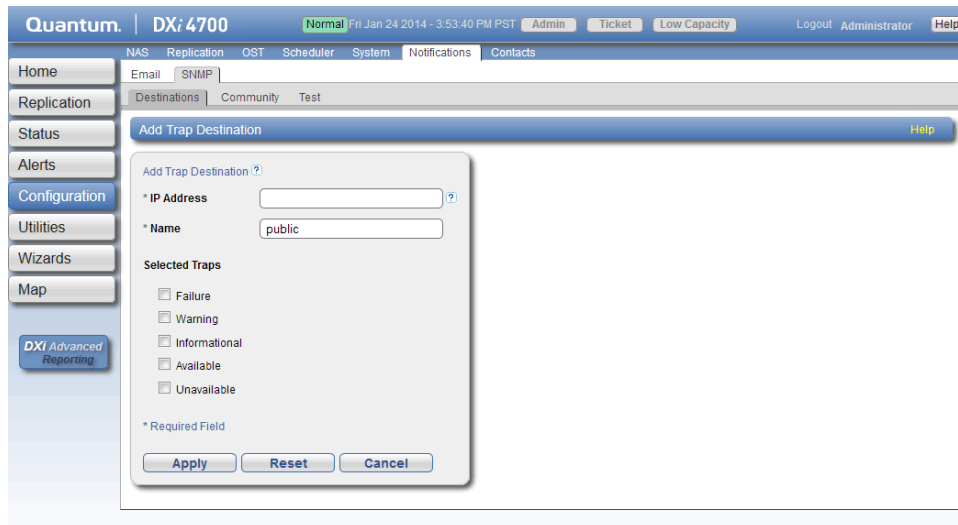 Quantum. DXi 4700 Normal Fri Jan 24 2014 - 3:53:40 PM PST Admin Ticket Low Capacity Logout Administrator Help
NAS Replication OST Scheduler System Notifications Contacts
Home
Replication
Status
Alerts
Configuration
Utilities
Wizards
Map
DXi Advanced
Reporting
Email SNMP
Destinations Community Test
Add Trap Destination Help
Add Trap Destination ?
* IP Address ?
* Name public
Selected Traps
Failure
Warning
Informational
Available
Unavailable
* Required Field
Apply Reset Cancel